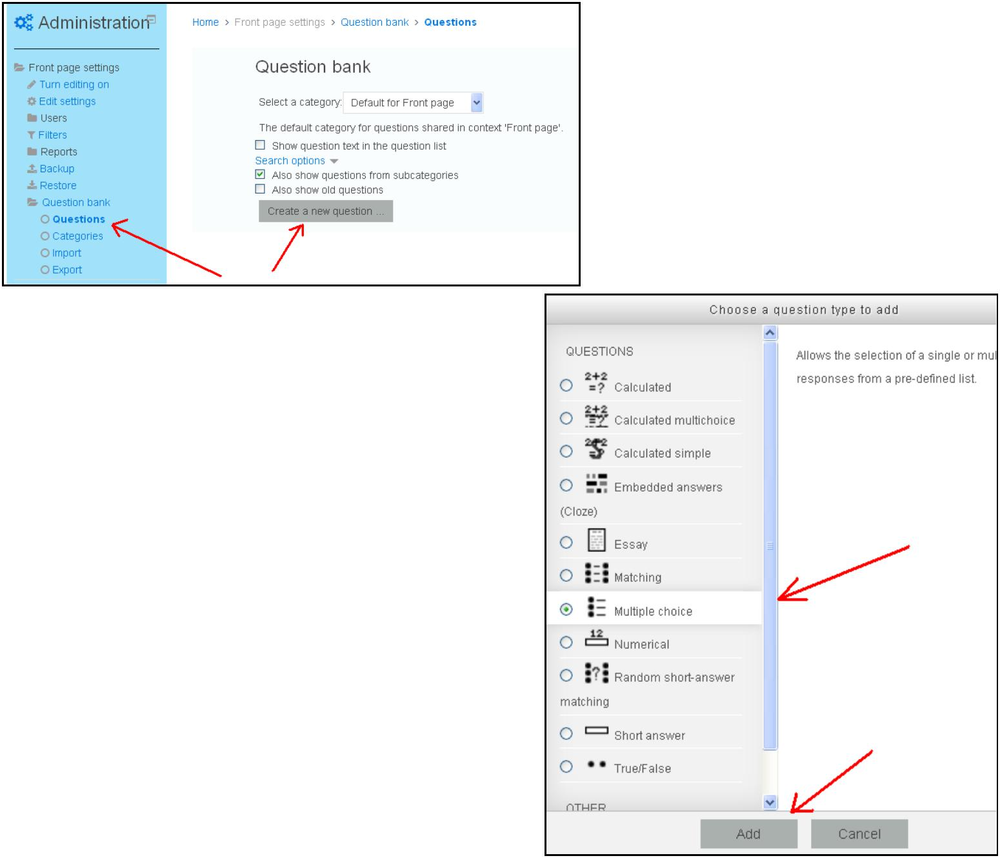 Administration
Front page settings
Turn editing on
Edit settings
Users
Filters
Reports
Backup
Restore
Question bank
Questions
Categories
Import
Export
Home > Front page settings > Question bank > Questions
Question bank
Select a category: Default for Front page
The default category for questions shared in context 'Front page'.
Show question text in the question list
Search options
Also show questions from subcategories
Also show old questions
Create a new question ...
Choose a question type to add
QUESTIONS
2+2 =? Calculated
2+2 =? Calculated multichoice
Calculated simple
Embedded answers
(Cloze)
Essay
Matching
Multiple choice
12 Numerical
? Random short-answer
matching
Short answer
True/False
OTHER
Allows the selection of a single or mul
responses from a pre-defined list.
Add
Cancel